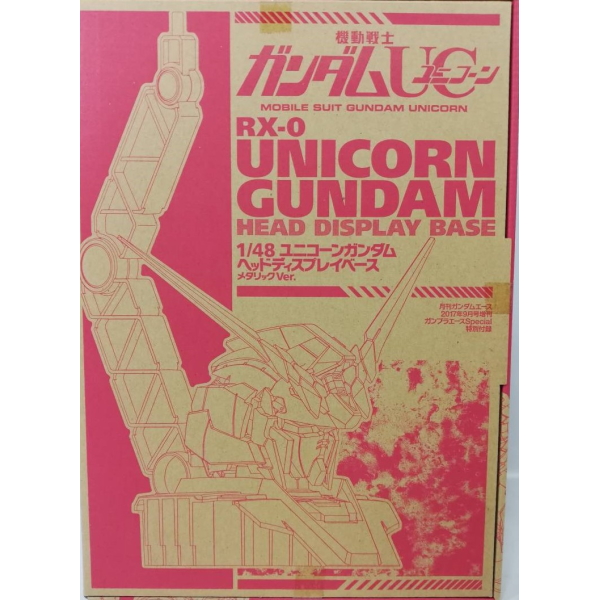 機動戦士
ガンダムUC ユニコーン
MOBILE SUIT GUNDAM UNICORN
RX-0
UNICORN
GUNDAM
HEAD DISPLAY BASE
1/48 ユニコーンガンダム
ヘッドディスプレイベース
メタリックVer.
月刊ガンダムエース
2017年9月号増刊
ガンプラエースSpecial
特別付録